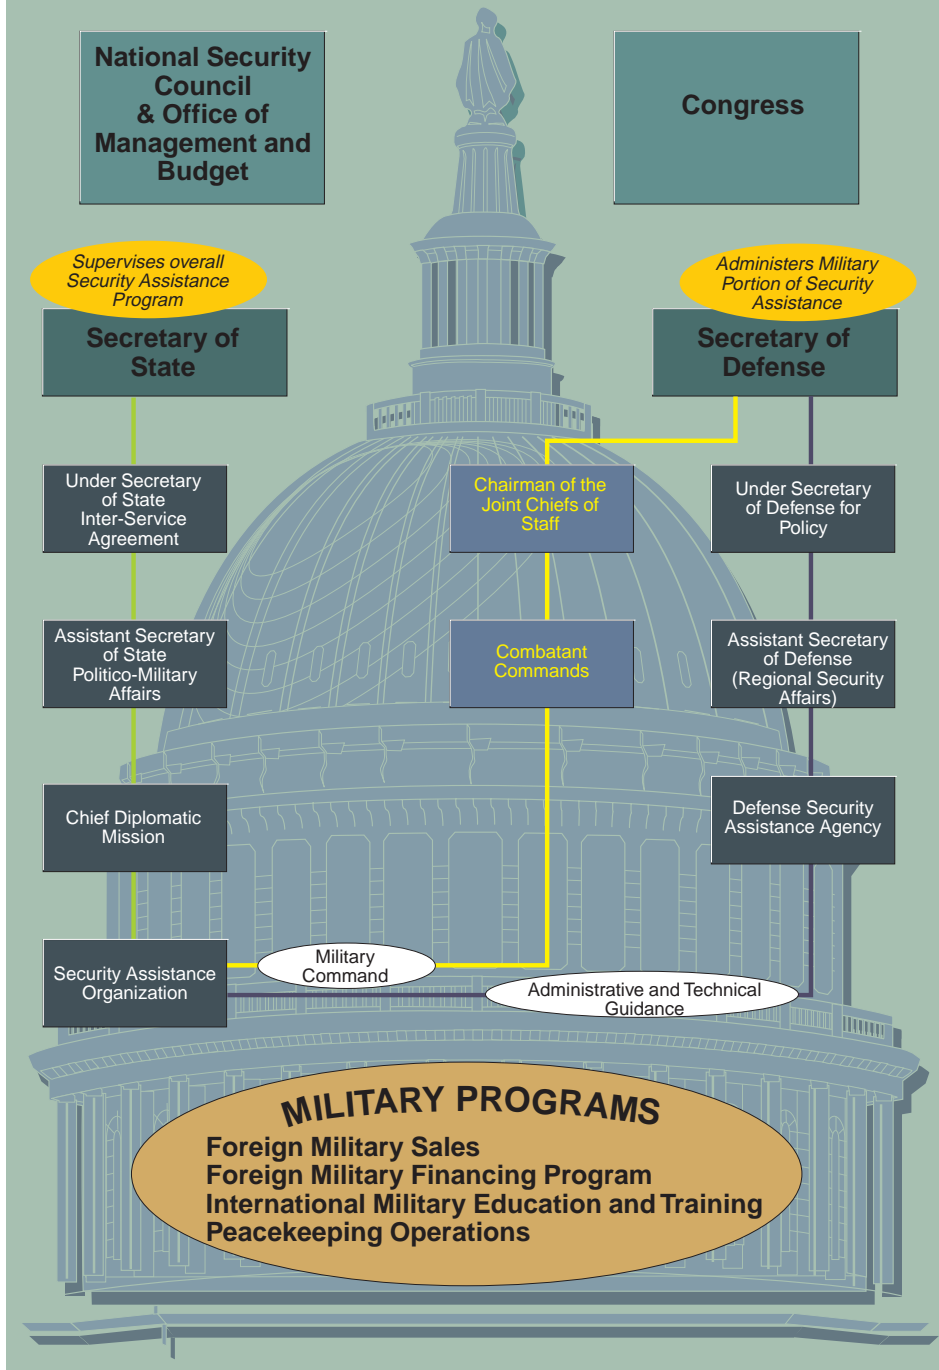 National Security
Council
& Office of
Management and
Budget
Congress
Supervises overall
Security Assistance
Program
Secretary of
State
Administers Military
Portion of Security
Assistance
Secretary of
Defense
Under Secretary
of State
Inter-Service
Agreement
Chairman of the
Joint Chiefs of
Staff
Under Secretary
of Defense for
Policy
Assistant Secretary
of State
Politico-Military
Affairs
Combatant
Commands
Assistant Secretary
of Defense
(Regional Security
Affairs)
Chief Diplomatic
Mission
Defense Security
Assistance Agency
Security Assistance
Organization
Military
Command
Administrative and Technical
Guidance
MILITARY PROGRAMS
Foreign Military Sales
Foreign Military Financing Program
International Military Education and Training
Peacekeeping Operations